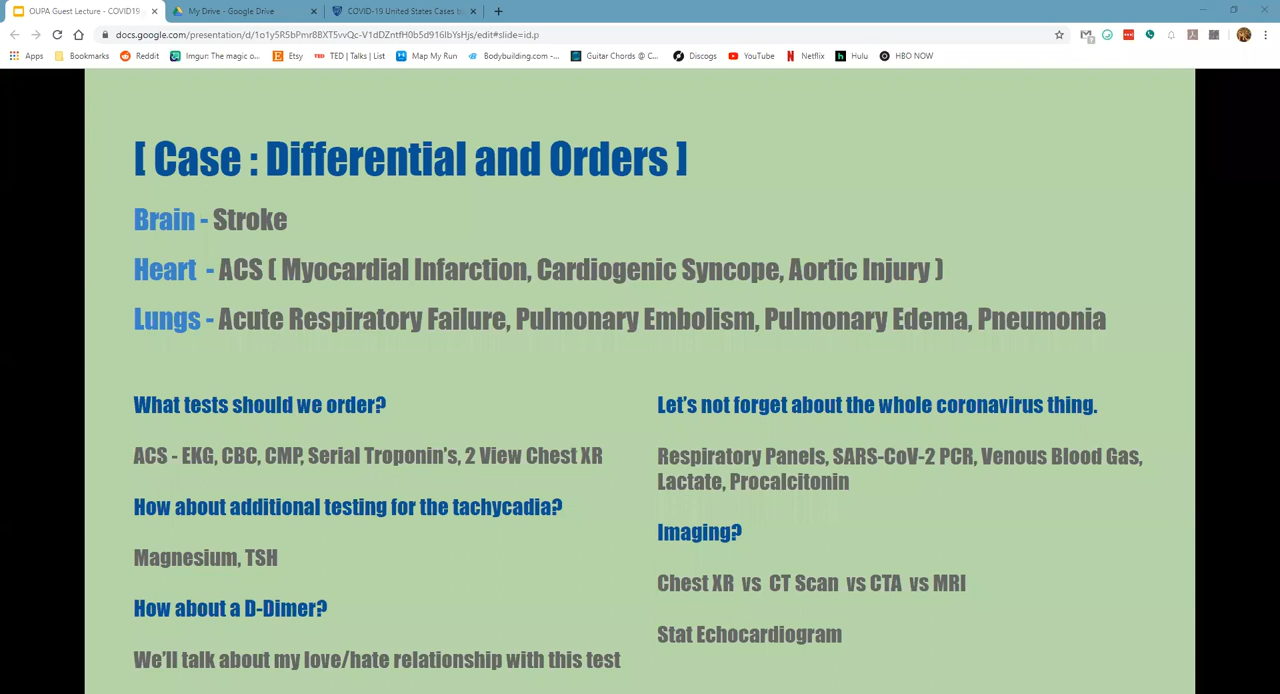 OUPA Guest Lecture - COVID19
My Drive - Google Drive
COVID-19 United States Cases b
docs.google.com/presentation/d/1o1y5R5bPmr8BXT5vvQc-V1dDZntfH0b5d916IbYsHjs/edit#slide=id.p
Apps Bookmarks Reddit Imgur: The magic o... Etsy TED | Talks | List Map My Run Bodybuilding.com -... Guitar Chords @ C... Discogs YouTube Netflix Hulu HBO NOW
[ Case : Differential and Orders ]
Brain - Stroke
Heart - ACS ( Myocardial Infarction, Cardiogenic Syncope, Aortic Injury )
Lungs - Acute Respiratory Failure, Pulmonary Embolism, Pulmonary Edema, Pneumonia
What tests should we order?
ACS - EKG, CBC, CMP, Serial Troponin's, 2 View Chest XR
How about additional testing for the tachycadia?
Magnesium, TSH
How about a D-Dimer?
We'll talk about my love/hate relationship with this test
Let's not forget about the whole coronavirus thing.
Respiratory Panels, SARS-CoV-2 PCR, Venous Blood Gas,
Lactate, Procalcitonin
Imaging?
Chest XR vs CT Scan vs CTA vs MRI
Stat Echocardiogram